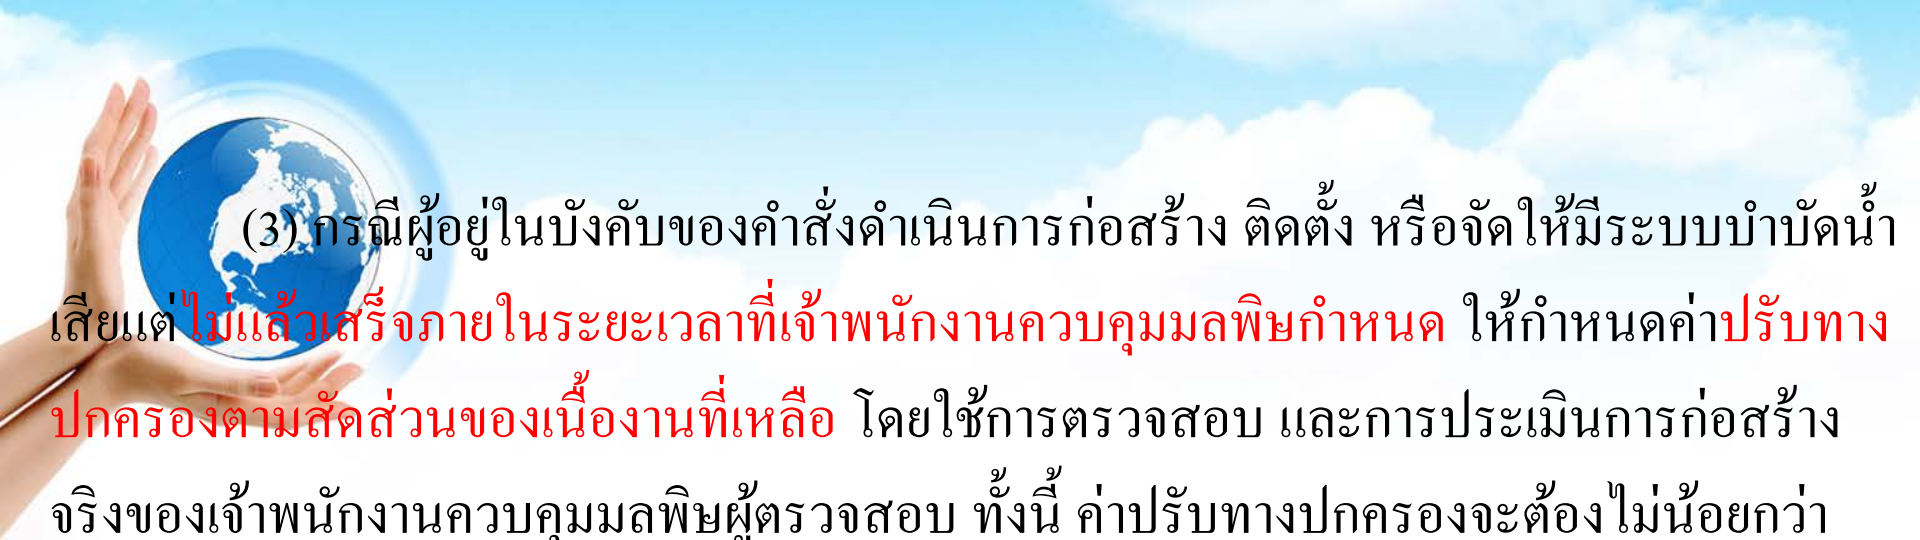 (3) กรณีผู้อยู่ในบังคับของคำสั่งดำเนินการก่อสร้าง ติดตั้ง หรือจัดให้มีระบบบำบัดน้ำ
เสียแต่ไม่แล้วเสร็จภายในระยะเวลาที่เจ้าพนักงานควบคุมมลพิษกำหนด ให้กำหนดค่าปรับทาง
ปกครองตามสัดส่วนของเนื้องานที่เหลือ โดยใช้การตรวจสอบ และการประเมินการก่อสร้าง
จริงของเจ้าพนักงานควบคุมมลพิษผู้ตรวจสอบ ทั้งนี้ ค่าปรับทางปกครองจะต้องไม่น้อยกว่า